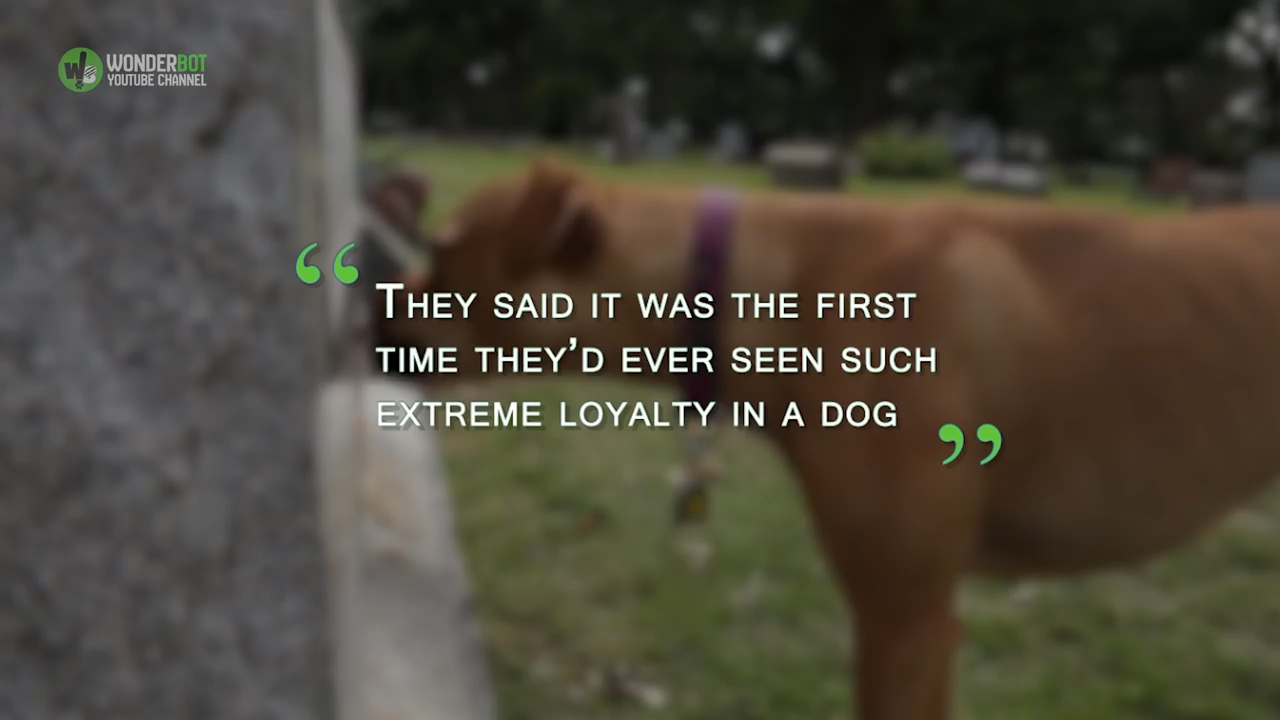 WONDERBOT
YOUTUBE CHANNEL
“They said it was the first
time they’d ever seen such
extreme loyalty in a dog”